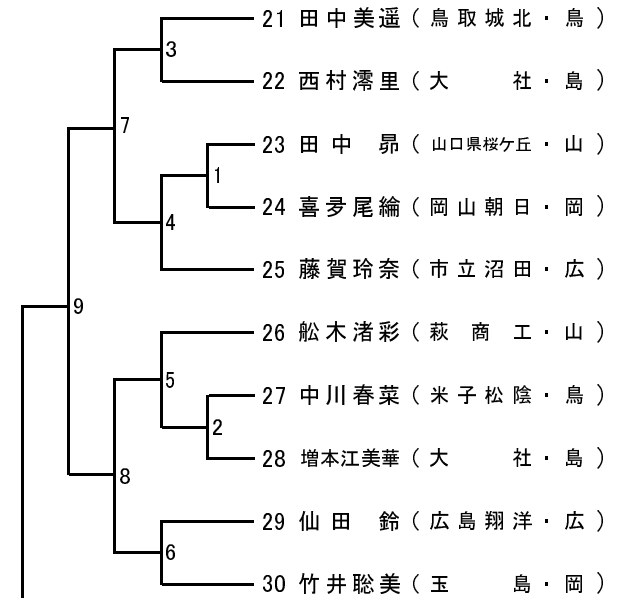 21 田中美遥 ( 鳥取城北・鳥 )
3
22 西村澪里 ( 大 社・島 )
7
23 田中 昴 ( 山口県桜ケ丘・山 )
1
24 喜多尾綸 ( 岡山朝日・岡 )
4
25 藤賀玲奈 ( 市立沼田・広 )
9
26 舩木渚彩 ( 萩商工・山 )
5
27 中川春菜 ( 米子松陰・鳥 )
2
28 増本江美華 ( 大 社・島 )
8
29 仙田 鈴 ( 広島翔洋・広 )
6
30 竹井聡美 ( 玉 島・岡 )